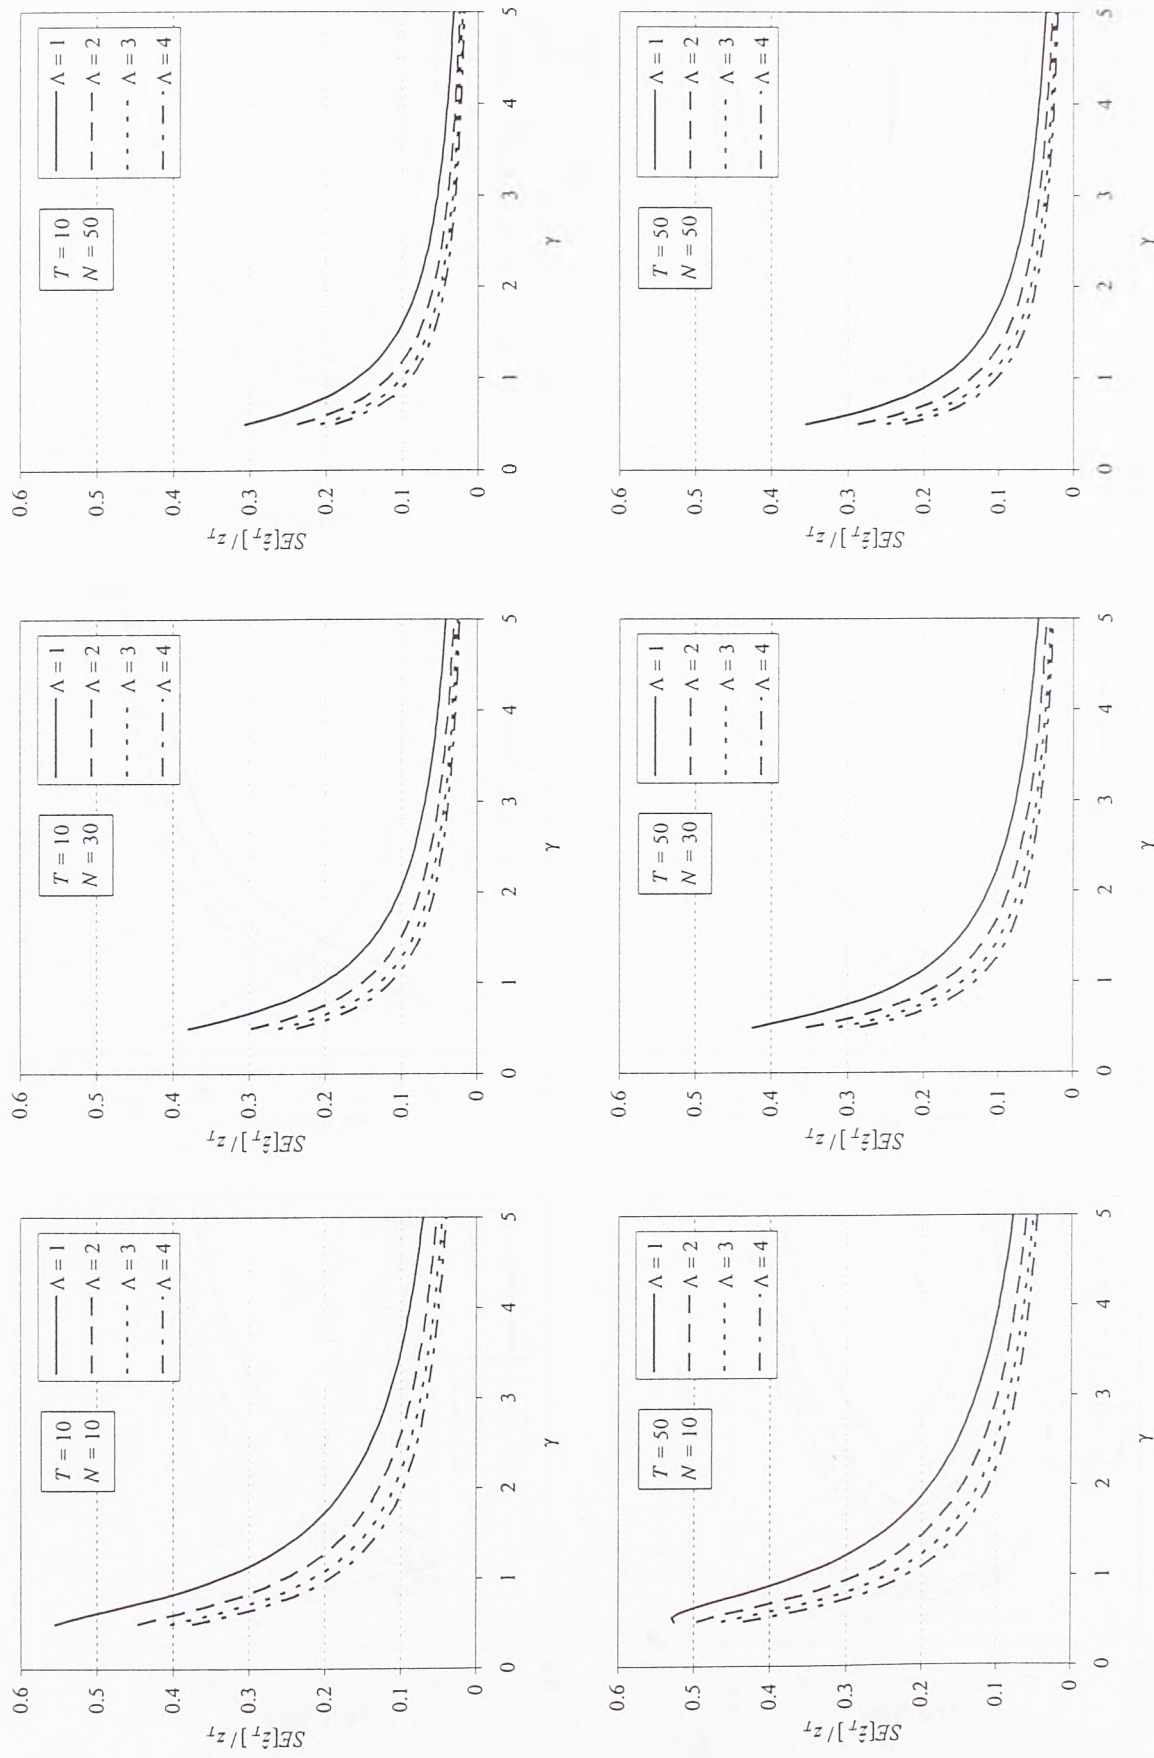 0.6
0.5
0.4
0.3
0.2
0.1
0
SE[ẑ_T]/z_T
T = 10
N = 10
Λ = 1
Λ = 2
Λ = 3
Λ = 4
0 1 2 3 4 5
γ
0.6
0.5
0.4
0.3
0.2
0.1
0
SE[ẑ_T]/z_T
T = 10
N = 30
Λ = 1
Λ = 2
Λ = 3
Λ = 4
0 1 2 3 4 5
γ
0.6
0.5
0.4
0.3
0.2
0.1
0
SE[ẑ_T]/z_T
T = 10
N = 50
Λ = 1
Λ = 2
Λ = 3
Λ = 4
0 1 2 3 4 5
γ
0.6
0.5
0.4
0.3
0.2
0.1
0
SE[ẑ_T]/z_T
T = 50
N = 10
Λ = 1
Λ = 2
Λ = 3
Λ = 4
0 1 2 3 4 5
γ
0.6
0.5
0.4
0.3
0.2
0.1
0
SE[ẑ_T]/z_T
T = 50
N = 30
Λ = 1
Λ = 2
Λ = 3
Λ = 4
0 1 2 3 4 5
γ
0.6
0.5
0.4
0.3
0.2
0.1
0
SE[ẑ_T]/z_T
T = 50
N = 50
Λ = 1
Λ = 2
Λ = 3
Λ = 4
0 1 2 3 4 5
γ